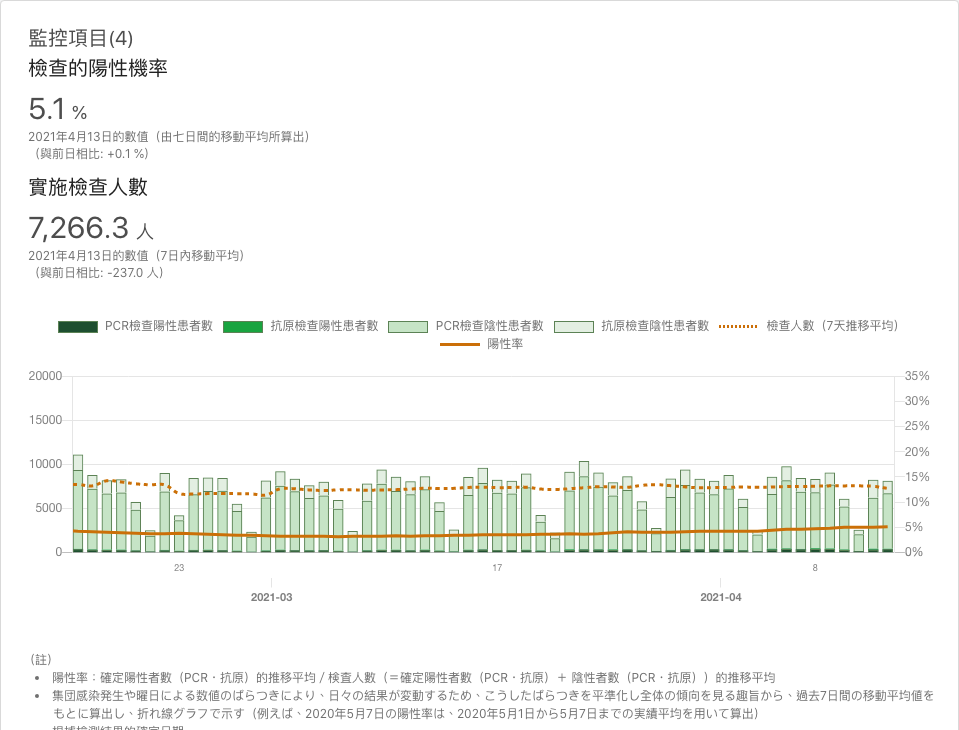 監控項目(4)
檢查的陽性機率
5.1 %
2021年4月13日的數值（由七日間的移動平均所算出）
（與前日相比: +0.1 %）
實施檢查人數
7,266.3 人
2021年4月13日的數值（7日內移動平均）
（與前日相比: -237.0 人）
PCR檢查陽性患者數 抗原檢查陽性患者數 PCR檢查陰性患者數 抗原檢查陰性患者數 檢查人數（7天推移平均）
陽性率
20000 35%
30%
15000
25%
20%
10000
15%
10%
5000
5%
0 0%
23 17 8
2021-03 2021-04
（註）
• 陽性率：確定陽性者數（PCR・抗原）的推移平均 / 検査人數（＝確定陽性者數（PCR・抗原）＋ 陰性者數（PCR・抗原））的推移平均
• 集団感染発生や曜日による数値のばらつきにより、日々の結果が変動するため、こうしたばらつきを平準化し全体の傾向を見る趣旨から、過去7日間の移動平均値を
もとに算出し、折れ線グラフで示す（例えば、2020年5月7日の陽性率は、2020年5月1日から5月7日までの実績平均を用いて算出）